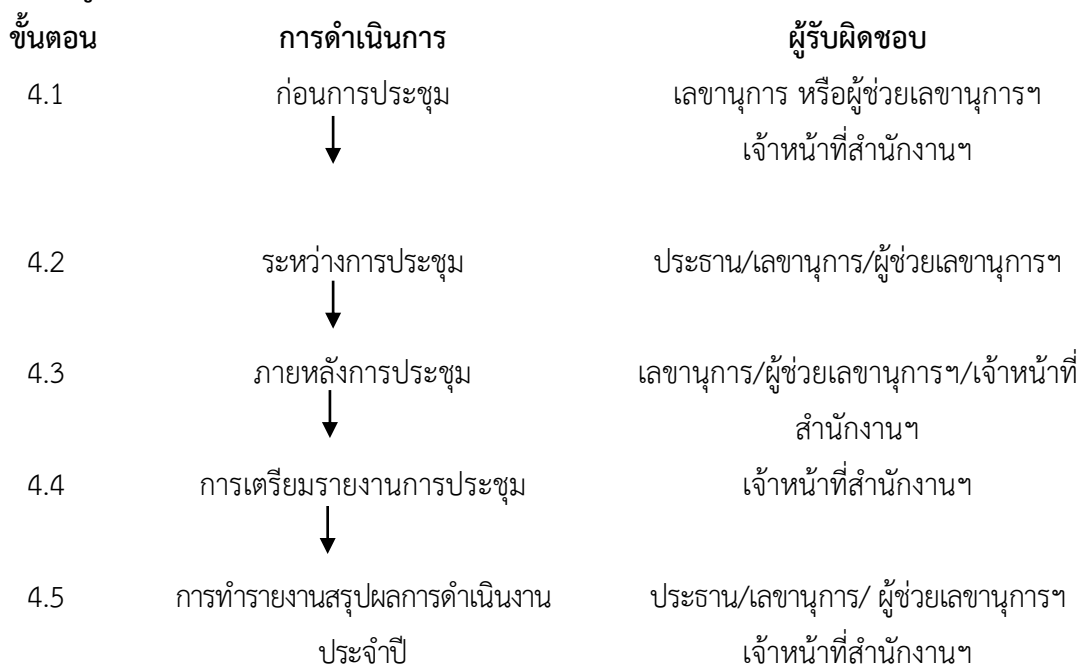 ขั้นตอน การดำเนินการ ผู้รับผิดชอบ
4.1 ก่อนการประชุม เลขานุการ หรือผู้ช่วยเลขานุการฯ
เจ้าหน้าที่สำนักงานฯ
4.2 ระหว่างการประชุม ประธาน/เลขานุการ/ผู้ช่วยเลขานุการฯ
4.3 ภายหลังการประชุม เลขานุการ/ผู้ช่วยเลขานุการฯ/เจ้าหน้าที่
สำนักงานฯ
4.4 การเตรียมรายงานการประชุม เจ้าหน้าที่สำนักงานฯ
4.5 การทำรายงานสรุปผลการดำเนินงาน ประธาน/เลขานุการ/ ผู้ช่วยเลขานุการฯ
ประจำปี เจ้าหน้าที่สำนักงานฯ